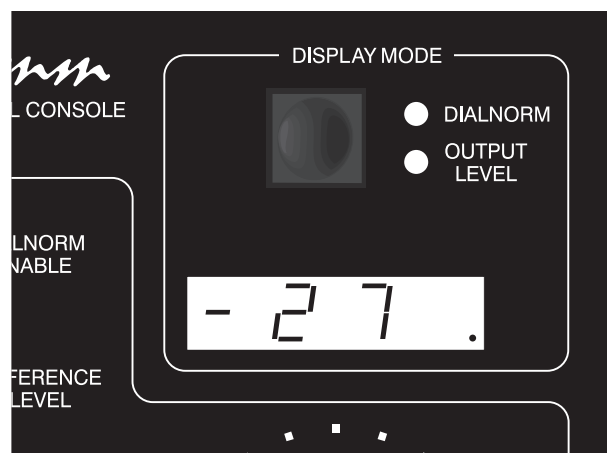 DISPLAY MODE
L CONSOLE
DIALNORM
OUTPUT
LEVEL
LNORM
NABLE
- 27.
FERENCE
LEVEL